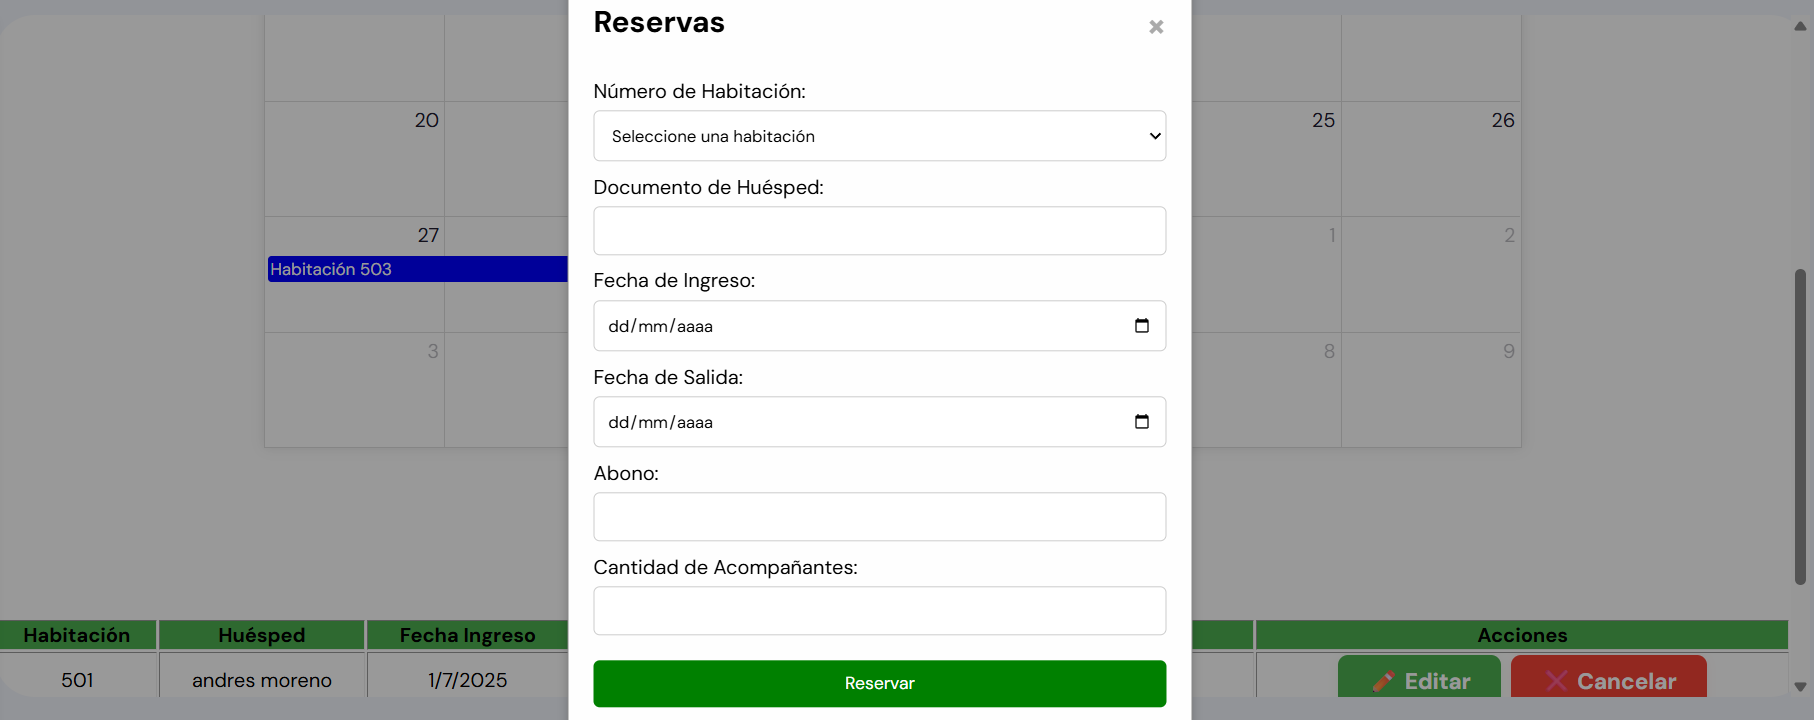 Reservas ×
Número de Habitación:
Seleccione una habitación
20 25 26
Documento de Huésped:
27 1 2
Habitación 503
Fecha de Ingreso:
dd/mm/aaaa
3 8 9
Fecha de Salida:
dd/mm/aaaa
Abono:
Cantidad de Acompañantes:
Habitación Huésped Fecha Ingreso Acciones
501 andres moreno 1/7/2025 Editar Cancelar
Reservar